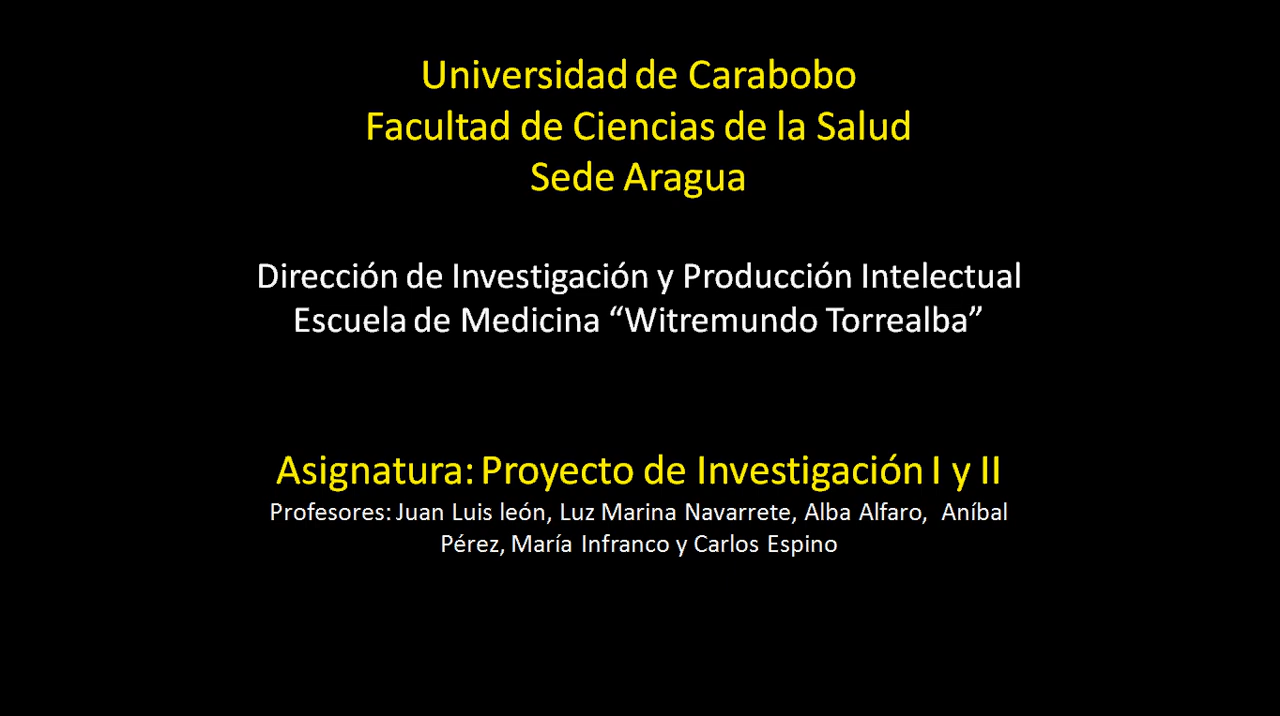 Universidad de Carabobo
Facultad de Ciencias de la Salud
Sede Aragua
Dirección de Investigación y Producción Intelectual
Escuela de Medicina “Witremundo Torrealba”
Asignatura: Proyecto de Investigación I y II
Profesores: Juan Luis león, Luz Marina Navarrete, Alba Alfaro, Aníbal
Pérez, María Infranco y Carlos Espino